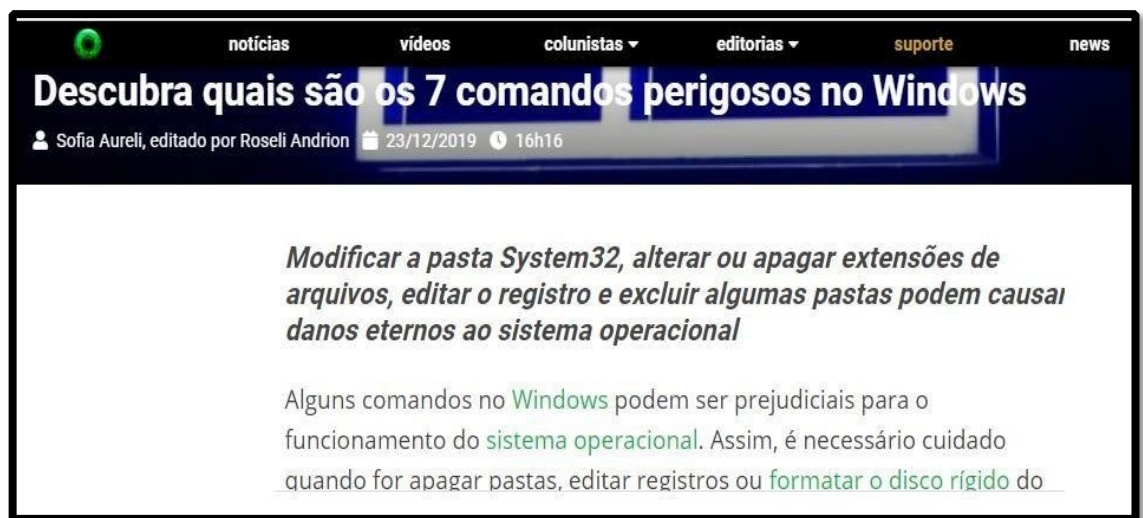 notícias vídeos colunistas editorias suporte news
Descubra quais são os 7 comandos perigosos no Windows
Sofia Aureli, editado por Roseli Andrion 23/12/2019 16h16
Modificar a pasta System32, alterar ou apagar extensões de
arquivos, editar o registro e excluir algumas pastas podem causar
danos eternos ao sistema operacional
Alguns comandos no Windows podem ser prejudiciais para o
funcionamento do sistema operacional. Assim, é necessário cuidado
quando for apagar pastas, editar registros ou formatar o disco rígido do